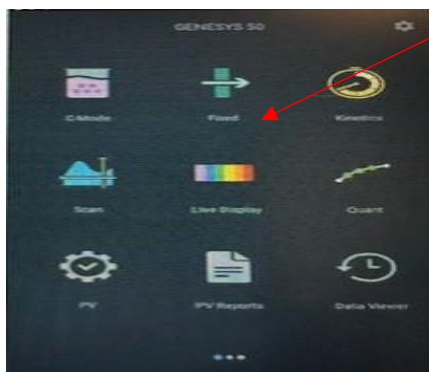 GENESYS 50
C-Mode
Fixed
Kinetics
Scan
Live Display
Quant
PV
PV Reports
Data Viewer